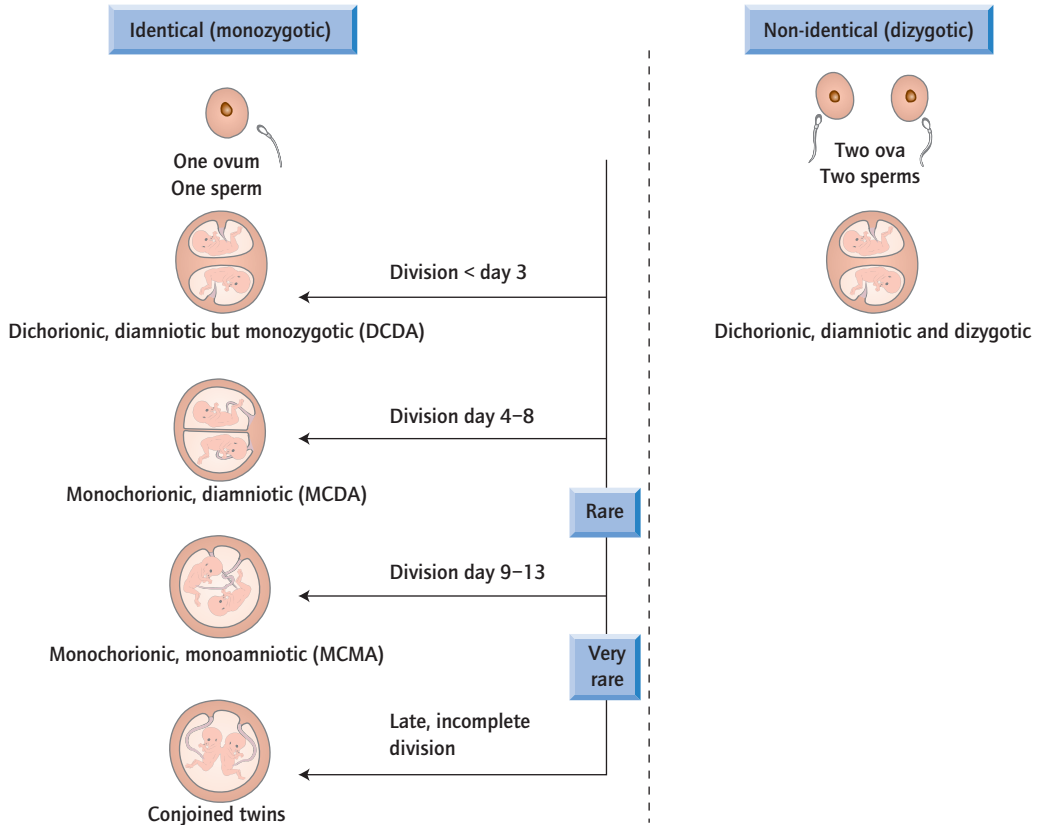 Identical (monozygotic)
One ovum
One sperm
Division < day 3
Dichorionic, diamniotic but monozygotic (DCDA)
Division day 4–8
Monochorionic, diamniotic (MCDA)
Rare
Division day 9–13
Monochorionic, monoamniotic (MCMA)
Very
rare
Late, incomplete
division
Conjoined twins
Non-identical (dizygotic)
Two ova
Two sperms
Dichorionic, diamniotic and dizygotic